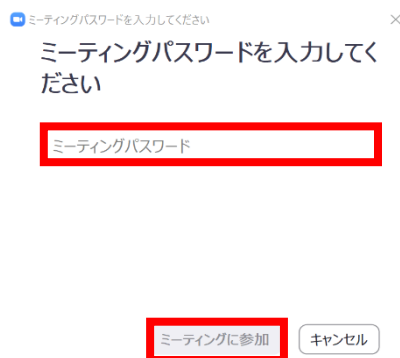 ミーティングパスワードを入力してください
ミーティングパスワードを入力してく
ださい
ミーティングパスワード
ミーティングに参加 キャンセル